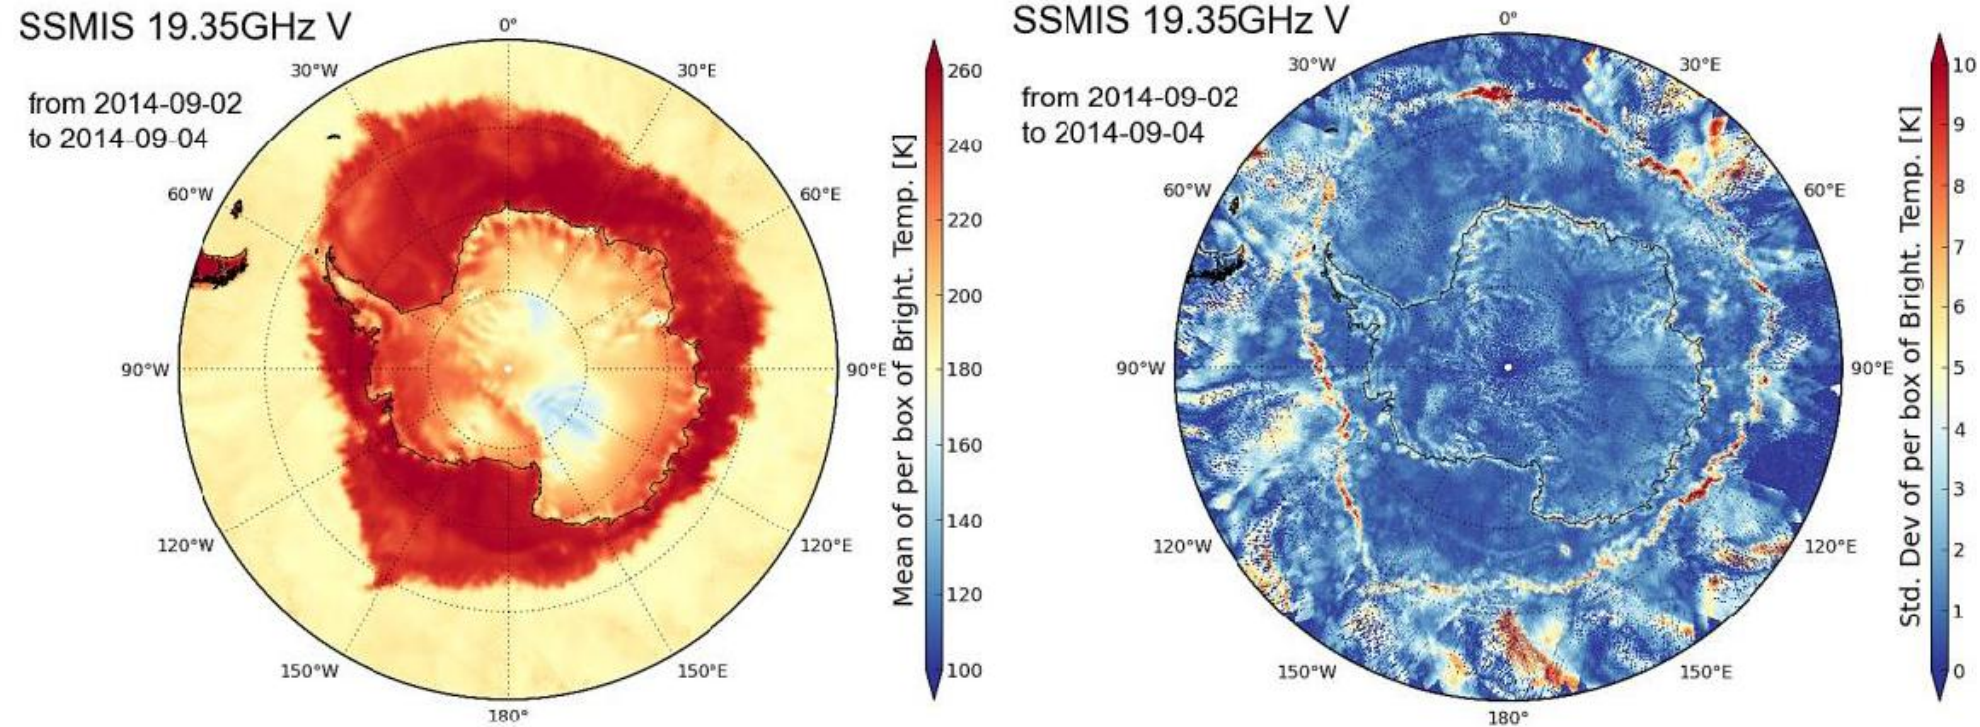 SSMIS 19.35GHz V
from 2014-09-02
to 2014-09-04
0°
30°W
30°E
60°W
60°E
90°W
90°E
120°W
120°E
150°W
150°E
180°
Mean of per box of Bright. Temp. [K]
260
240
220
200
180
160
140
120
100
SSMIS 19.35GHz V
from 2014-09-02
to 2014-09-04
0°
30°W
30°E
60°W
60°E
90°W
90°E
120°W
120°E
150°W
150°E
180°
Std. Dev of per box of Bright. Temp. [K]
10
9
8
7
6
5
4
3
2
1
0